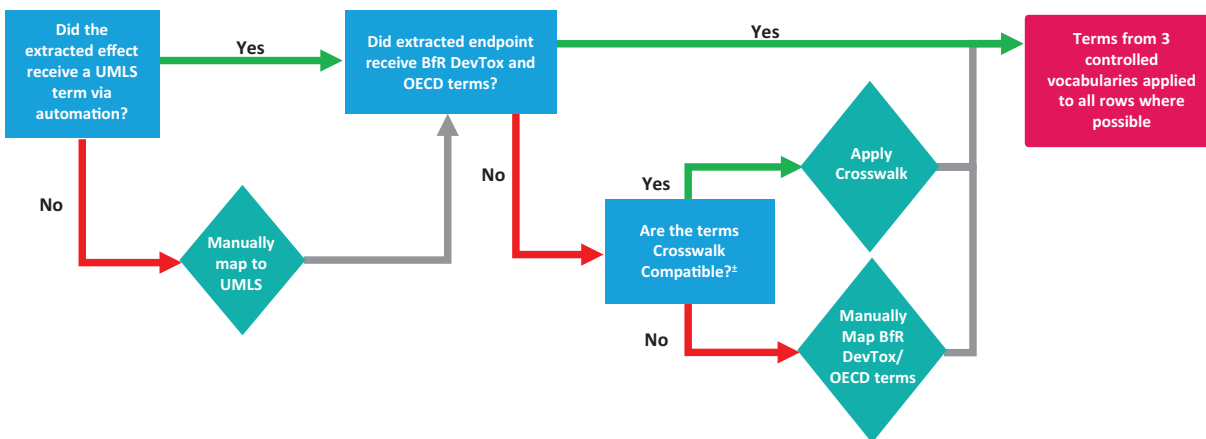 Did the
extracted effect
receive a UMLS
term via
automation?
Yes
Did extracted endpoint
receive BfR DevTox and
OECD terms?
Yes
Terms from 3
controlled
vocabularies applied
to all rows where
possible
No
Manually
map to
UMLS
No
Yes
Apply
Crosswalk
Are the terms
Crosswalk
Compatible?±
No
Manually
Map BfR
DevTox/
OECD terms